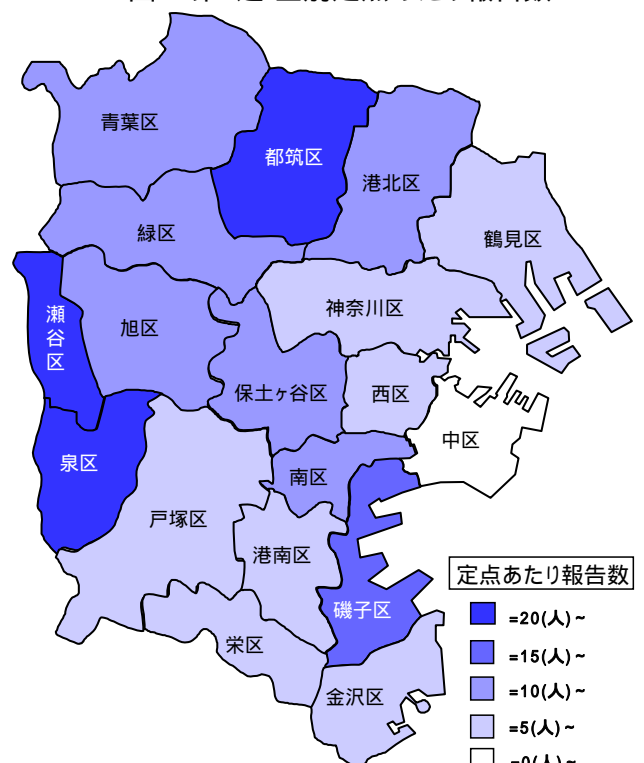 青葉区
都筑区
港北区
鶴見区
緑区
神奈川区
瀬谷区
旭区
保土ヶ谷区
西区
中区
泉区
南区
戸塚区
港南区
磯子区
栄区
金沢区
定点あたり報告数
=20(人)~
=15(人)~
=10(人)~
=5(人)~
=0(人)~